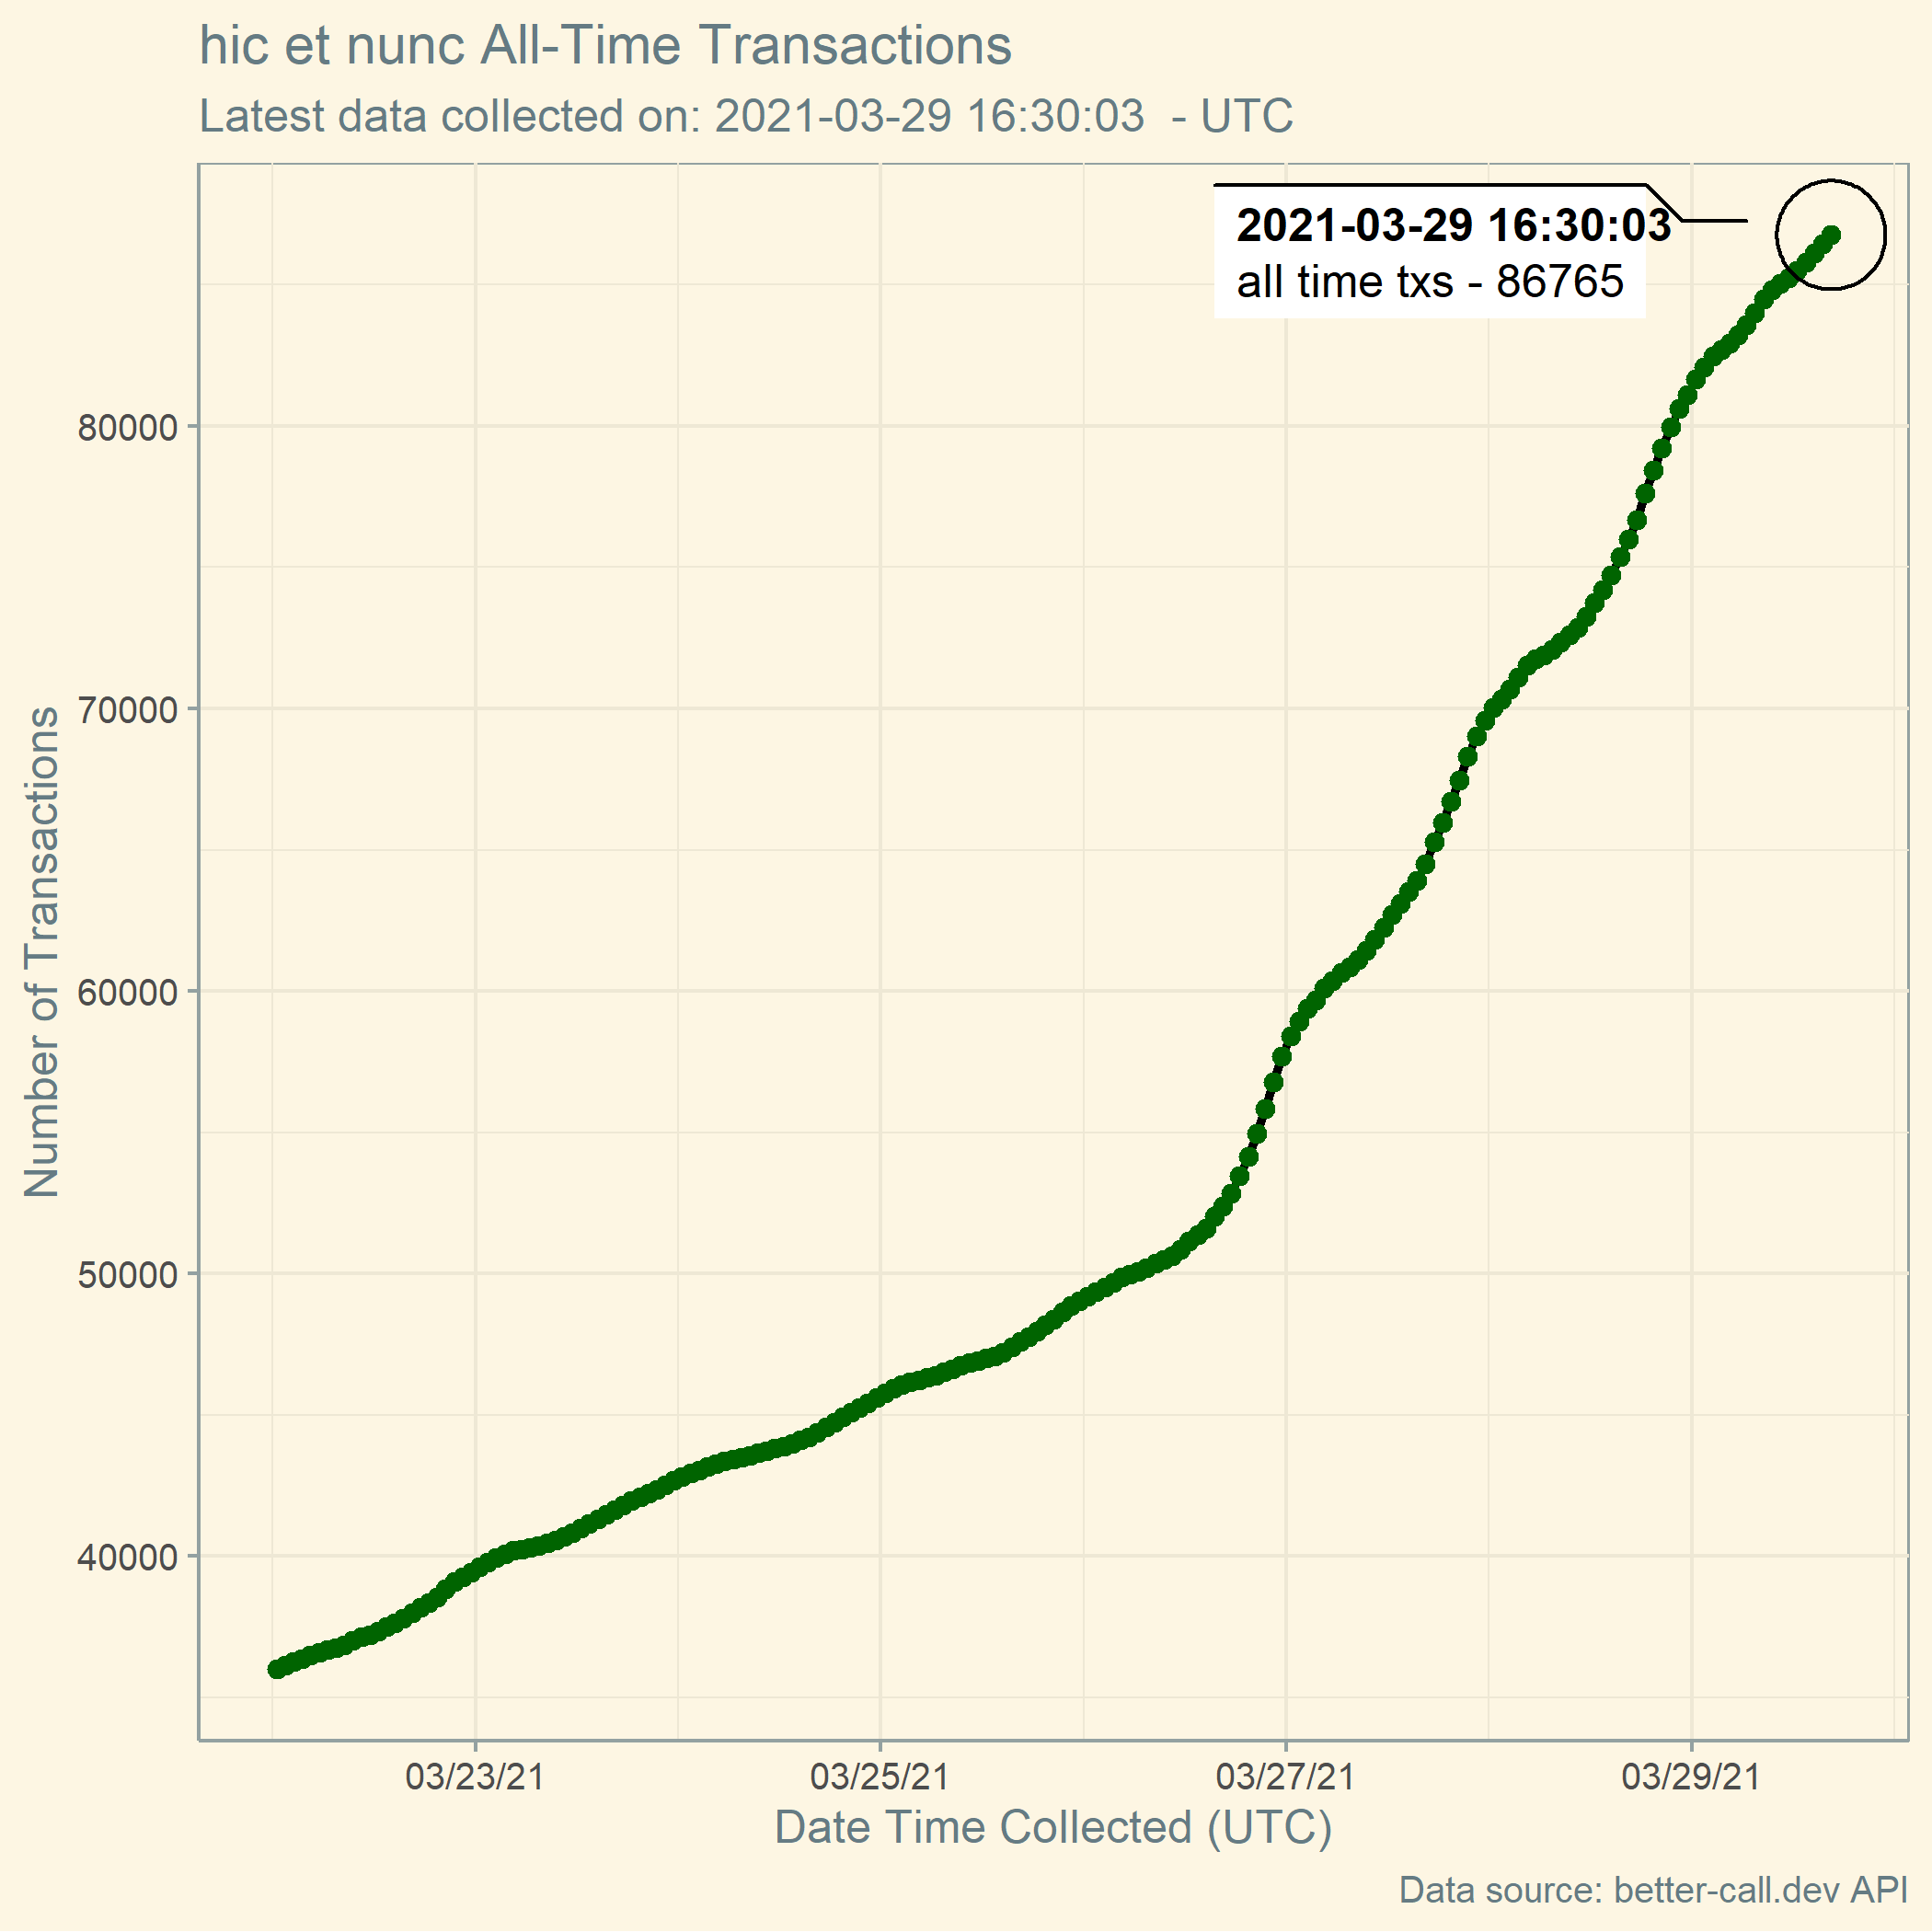 hic et nunc All-Time Transactions
Latest data collected on: 2021-03-29 16:30:03  - UTC
2021-03-29 16:30:03
all time txs - 86765
Number of Transactions
80000
70000
60000
50000
40000
03/23/21
03/25/21
03/27/21
03/29/21
Date Time Collected (UTC)
Data source: better-call.dev API